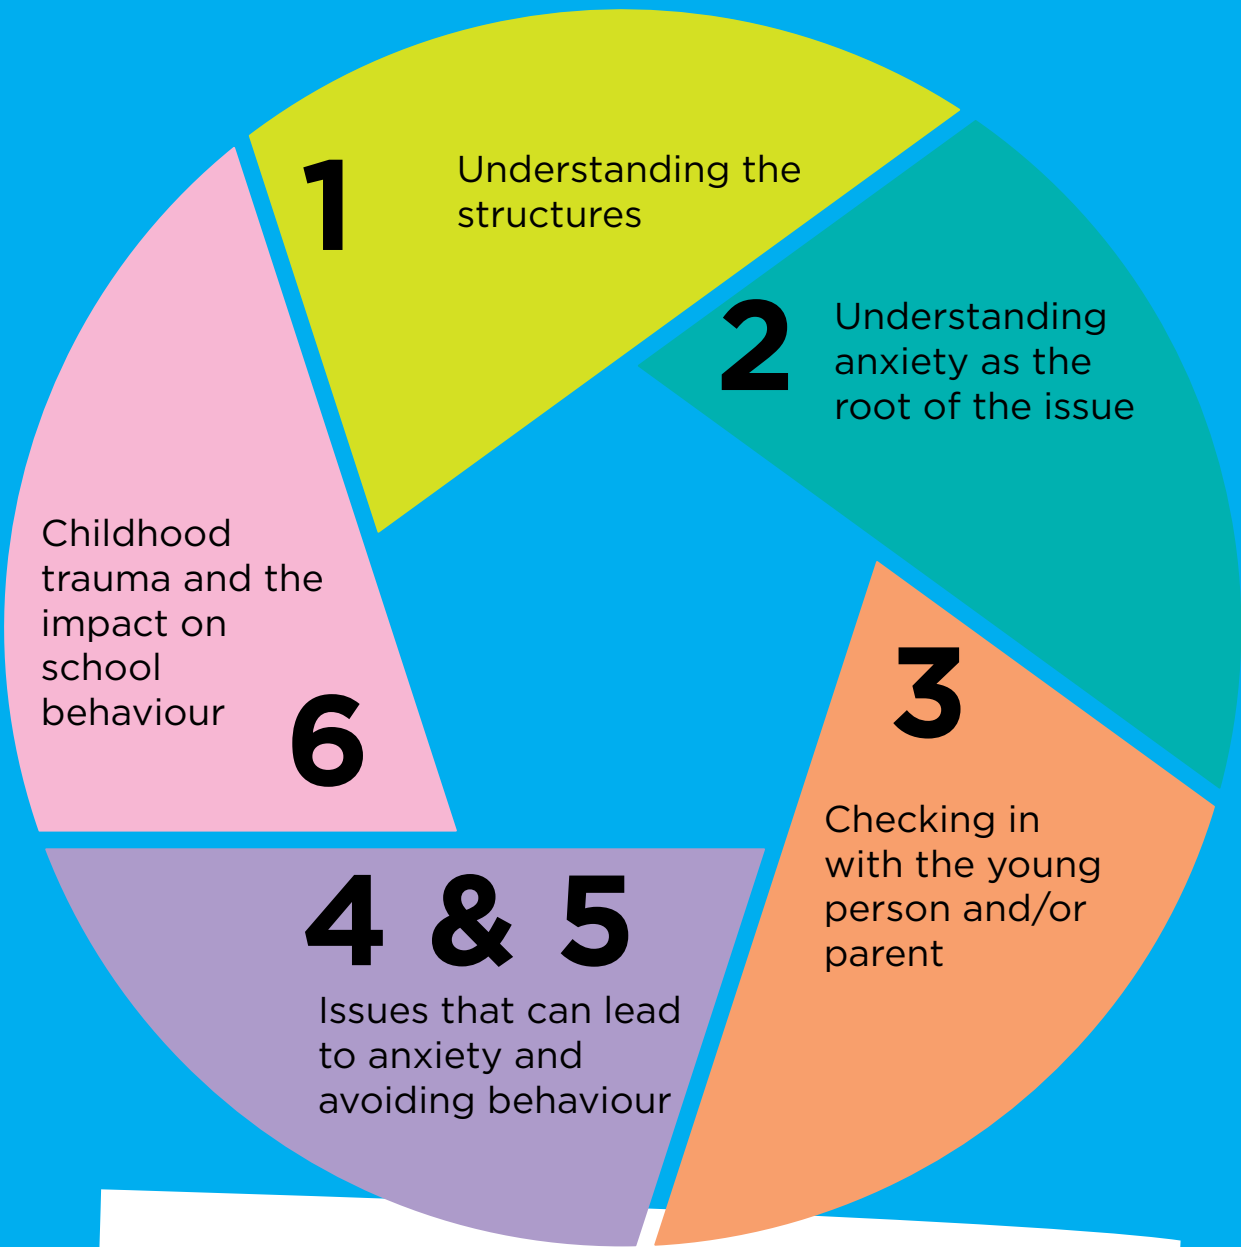 1
Understanding the
structures
2
Understanding
anxiety as the
root of the issue
3
Checking in
with the young
person and/or
parent
4 & 5
Issues that can lead
to anxiety and
avoiding behaviour
6
Childhood
trauma and the
impact on
school
behaviour